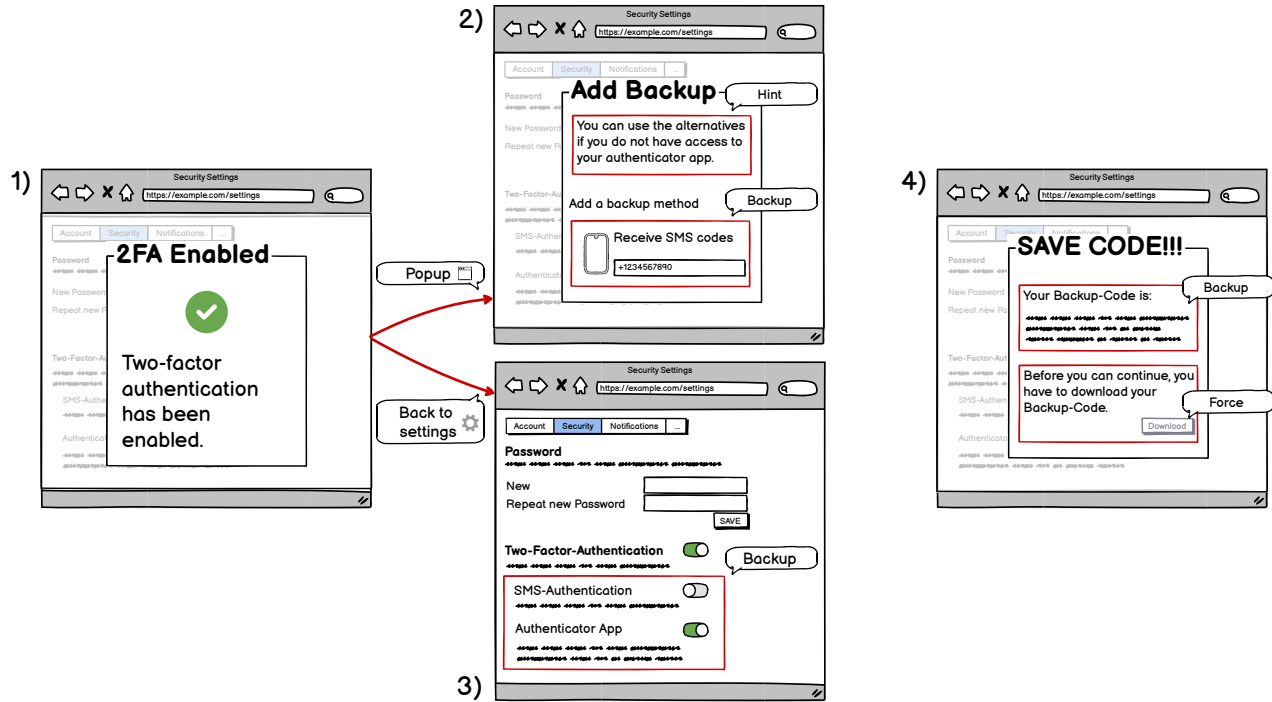 1)
Security Settings
https://example.com/settings
Account Security Notifications ...
2FA Enabled
Password
New Password
Repeat new P
Two-factor
authentication
has been
enabled.
Two-Factor-Au
SMS-Authe
Authenticat
Popup
Back to
settings
2)
Security Settings
https://example.com/settings
Account Security Notifications ...
Add Backup
Hint
Password
You can use the alternatives
if you do not have access to
your authenticator app.
New Password
Repeat new P
Two-Factor-Au
Add a backup method
Backup
SMS-Authen
Receive SMS codes
+1234567890
Authenticat
3)
Security Settings
https://example.com/settings
Account Security Notifications ...
Password
New
Repeat new Password
SAVE
Two-Factor-Authentication
Backup
SMS-Authentication
Authenticator App
4)
Security Settings
https://example.com/settings
Account Security Notifications ...
SAVE CODE!!!
Password
Backup
Your Backup-Code is:
New Password
Repeat new Pa
Two-Factor-Aut
Before you can continue, you
have to download your
Backup-Code.
Force
Download
SMS-Authen
Authenticato